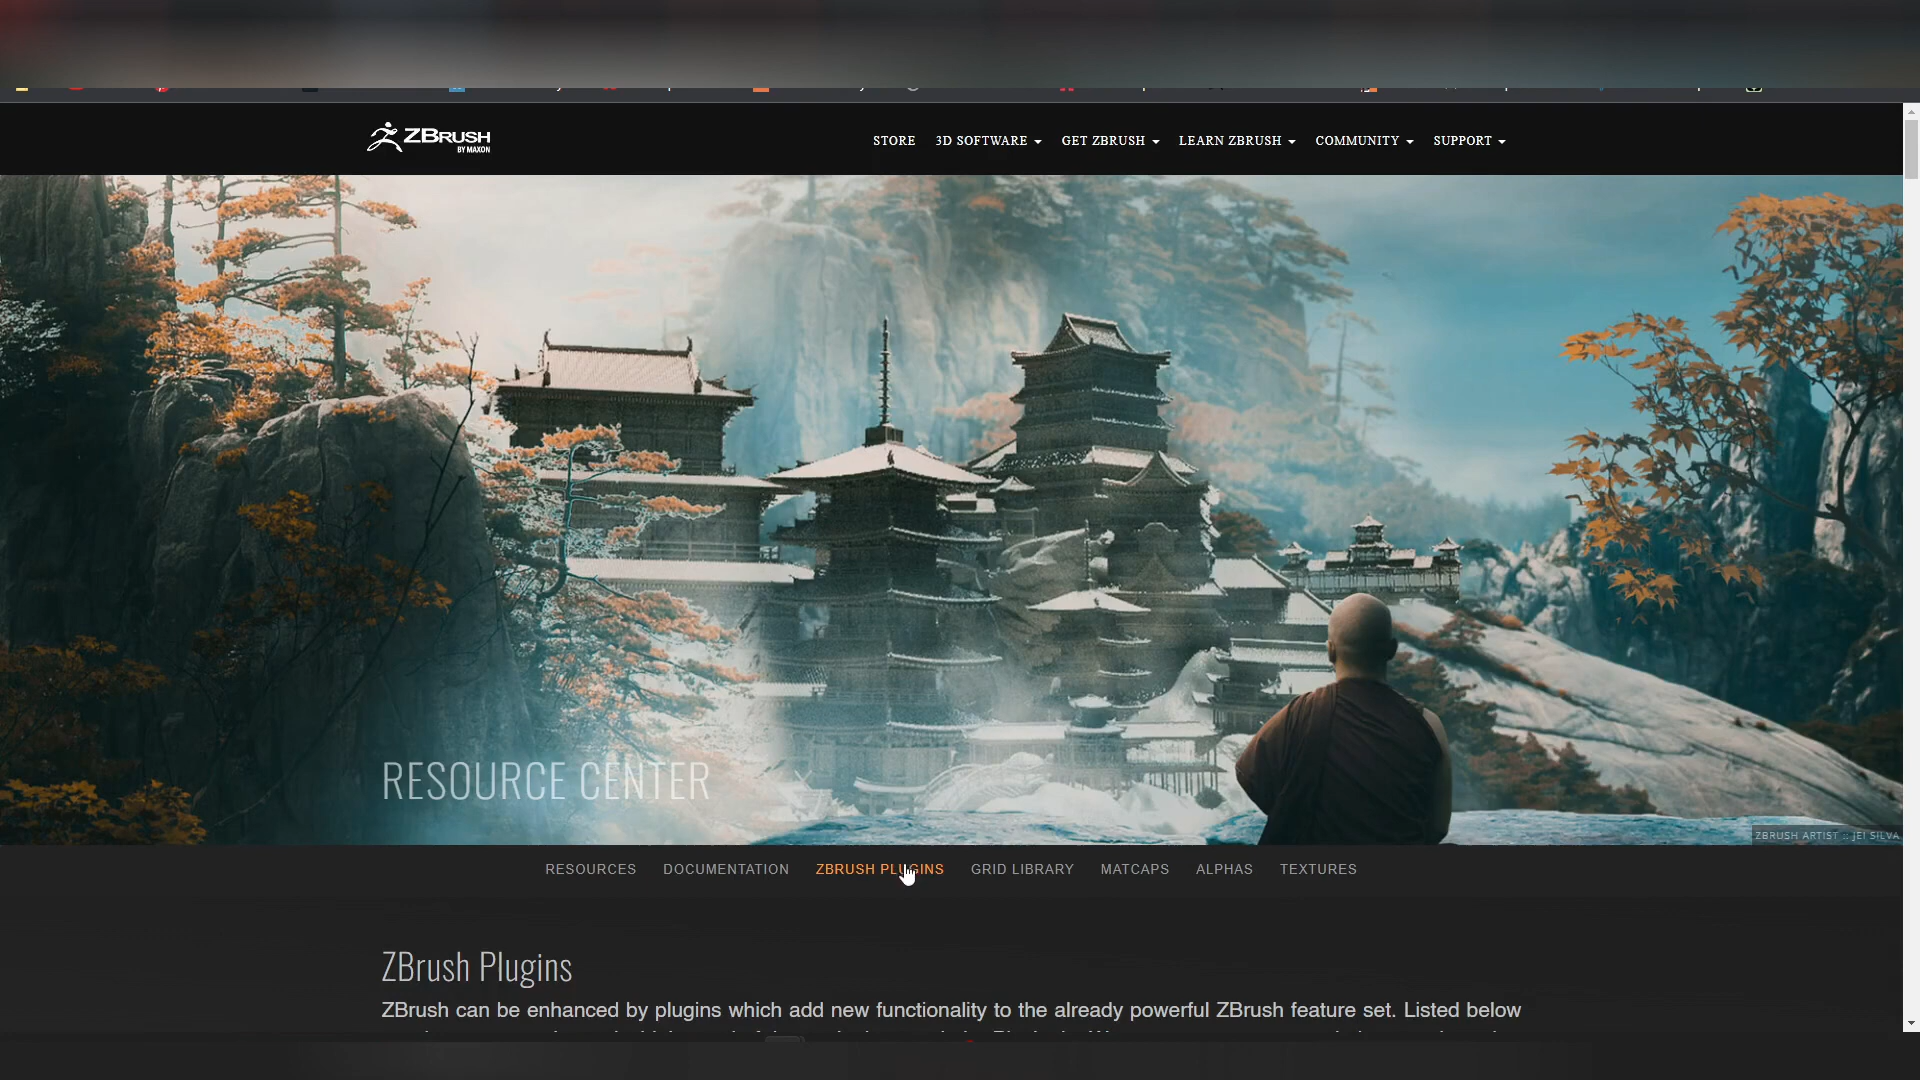 ZBRUSH
BY MAXON
STORE
3D SOFTWARE
GET ZBRUSH
LEARN ZBRUSH
COMMUNITY
SUPPORT
RESOURCE CENTER
ZBRUSH ARTIST :: JEI SILVA
RESOURCES
DOCUMENTATION
ZBRUSH PLUGINS
GRID LIBRARY
MATCAPS
ALPHAS
TEXTURES
ZBrush Plugins
ZBrush can be enhanced by plugins which add new functionality to the already powerful ZBrush feature set. Listed below